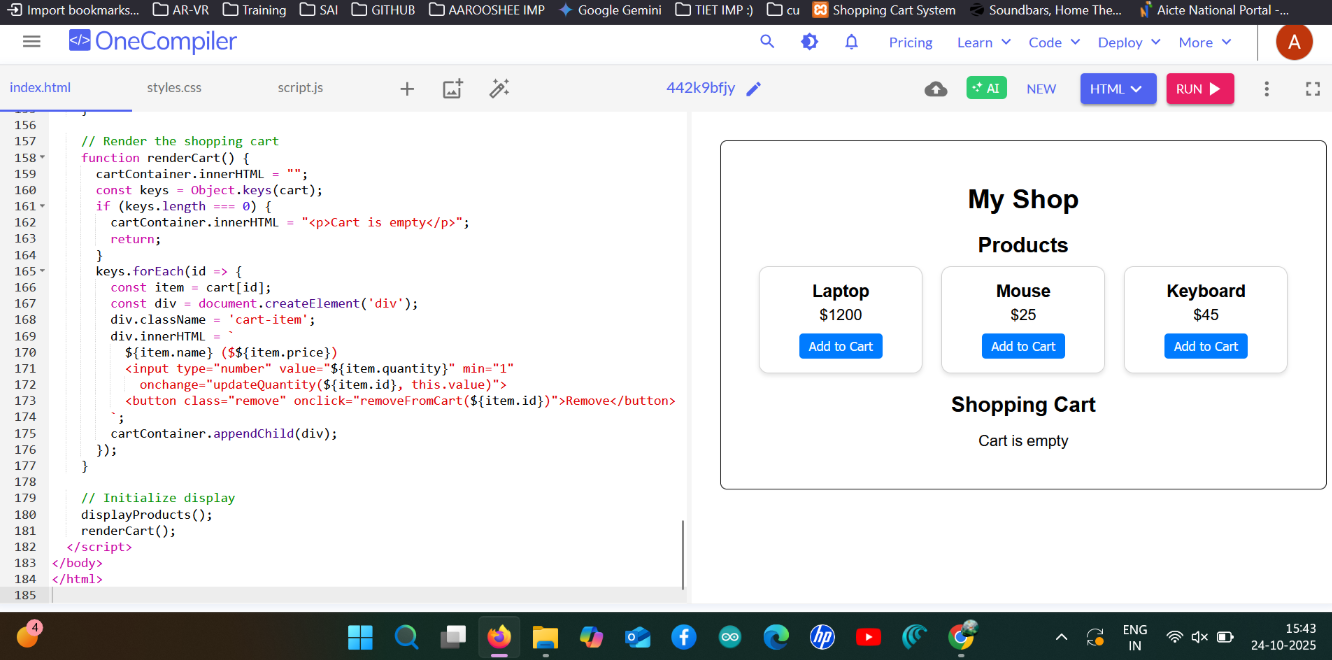 Import bookmarks... AR-VR Training SAI GITHUB AAROOSHEE IMP Google Gemini TIET IMP :) cu Shopping Cart System Soundbars, Home The... Aicte National Portal -...
</> OneCompiler Pricing Learn Code Deploy More A
index.html styles.css script.js + 442k9bfjy AI NEW HTML RUN
156
157 // Render the shopping cart
158 function renderCart() {
159 cartContainer.innerHTML = "";
160 const keys = Object.keys(cart);
161 if (keys.length === 0) {
162 cartContainer.innerHTML = "<p>Cart is empty</p>";
163 return;
164 }
165 keys.forEach(id => {
166 const item = cart[id];
167 const div = document.createElement('div');
168 div.className = 'cart-item';
169 div.innerHTML = `
170 ${item.name} ($${item.price})
171 <input type="number" value="${item.quantity}" min="1"
172 onchange="updateQuantity(${item.id}, this.value)">
173 <button class="remove" onclick="removeFromCart(${item.id})">Remove</button>
174 `;
175 cartContainer.appendChild(div);
176 });
177 }
178
179 // Initialize display
180 displayProducts();
181 renderCart();
182 </script>
183 </body>
184 </html>
185
My Shop
Products
Laptop Mouse Keyboard
$1200 $25 $45
Add to Cart Add to Cart Add to Cart
Shopping Cart
Cart is empty
4 hp ENG 15:43
IN 24-10-2025